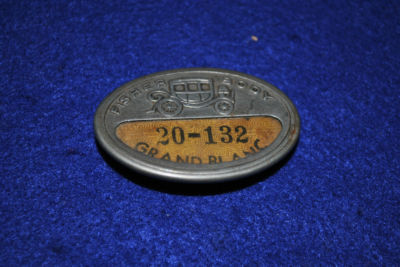 FISHER BODY
20-132
GRAND BLANC